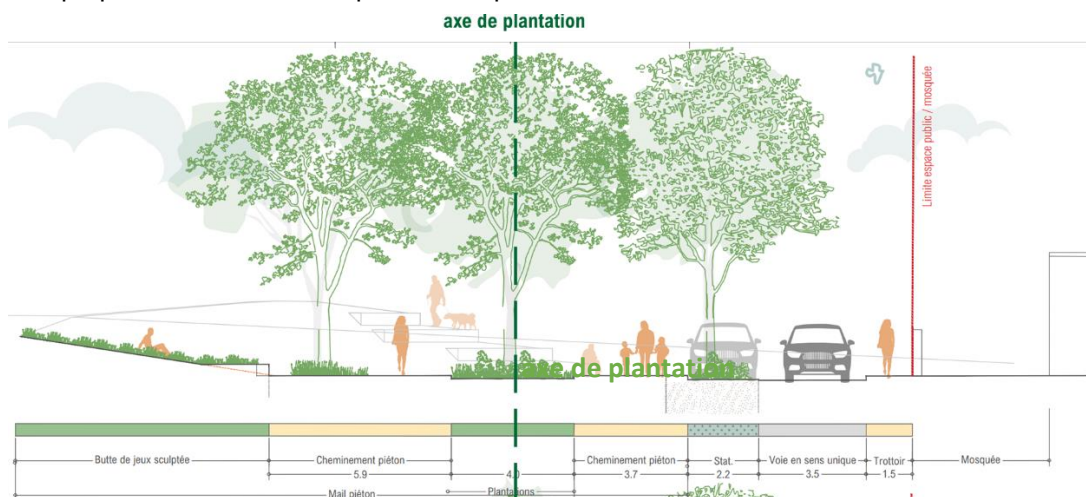 axe de plantation
Limite espace public / mosquée
axe de plantation
Butte de jeux sculptée
Cheminement piéton
Cheminement piéton
Stat.
Voie en sens unique
Trottoir
Mosquée
5.9
3.7
2.2
3.5
1.5
Mail piéton
Plantations